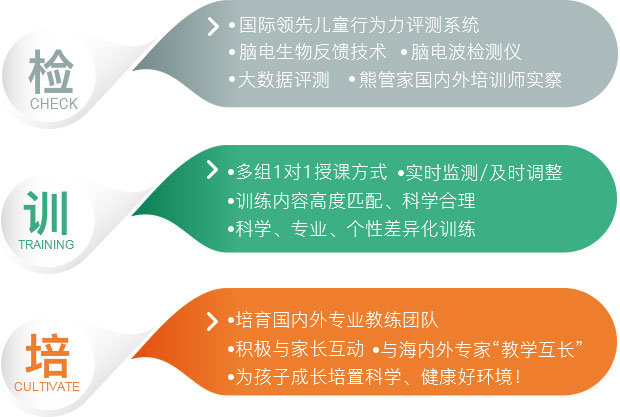 检
CHECK
•国际领先儿童行为力评测系统
•脑电生物反馈技术 •脑电波检测仪
•大数据评测 •熊管家国内外培训师实察
训
TRAINING
•多组1对1授课方式 •实时监测/及时调整
•训练内容高度匹配、科学合理
•科学、专业、个性差异化训练
培
CULTIVATE
•培育国内外专业教练团队
•积极与家长互动 •与海内外专家“教学互长”
•为孩子成长培置科学、健康好环境！